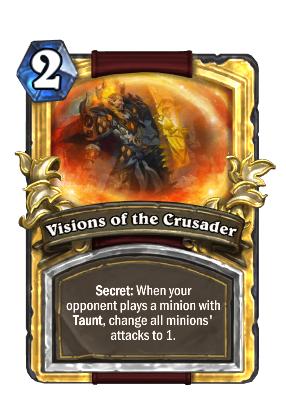 2
Visions of the Crusader
Secret: When your
opponent plays a minion with
Taunt, change all minions'
attacks to 1.